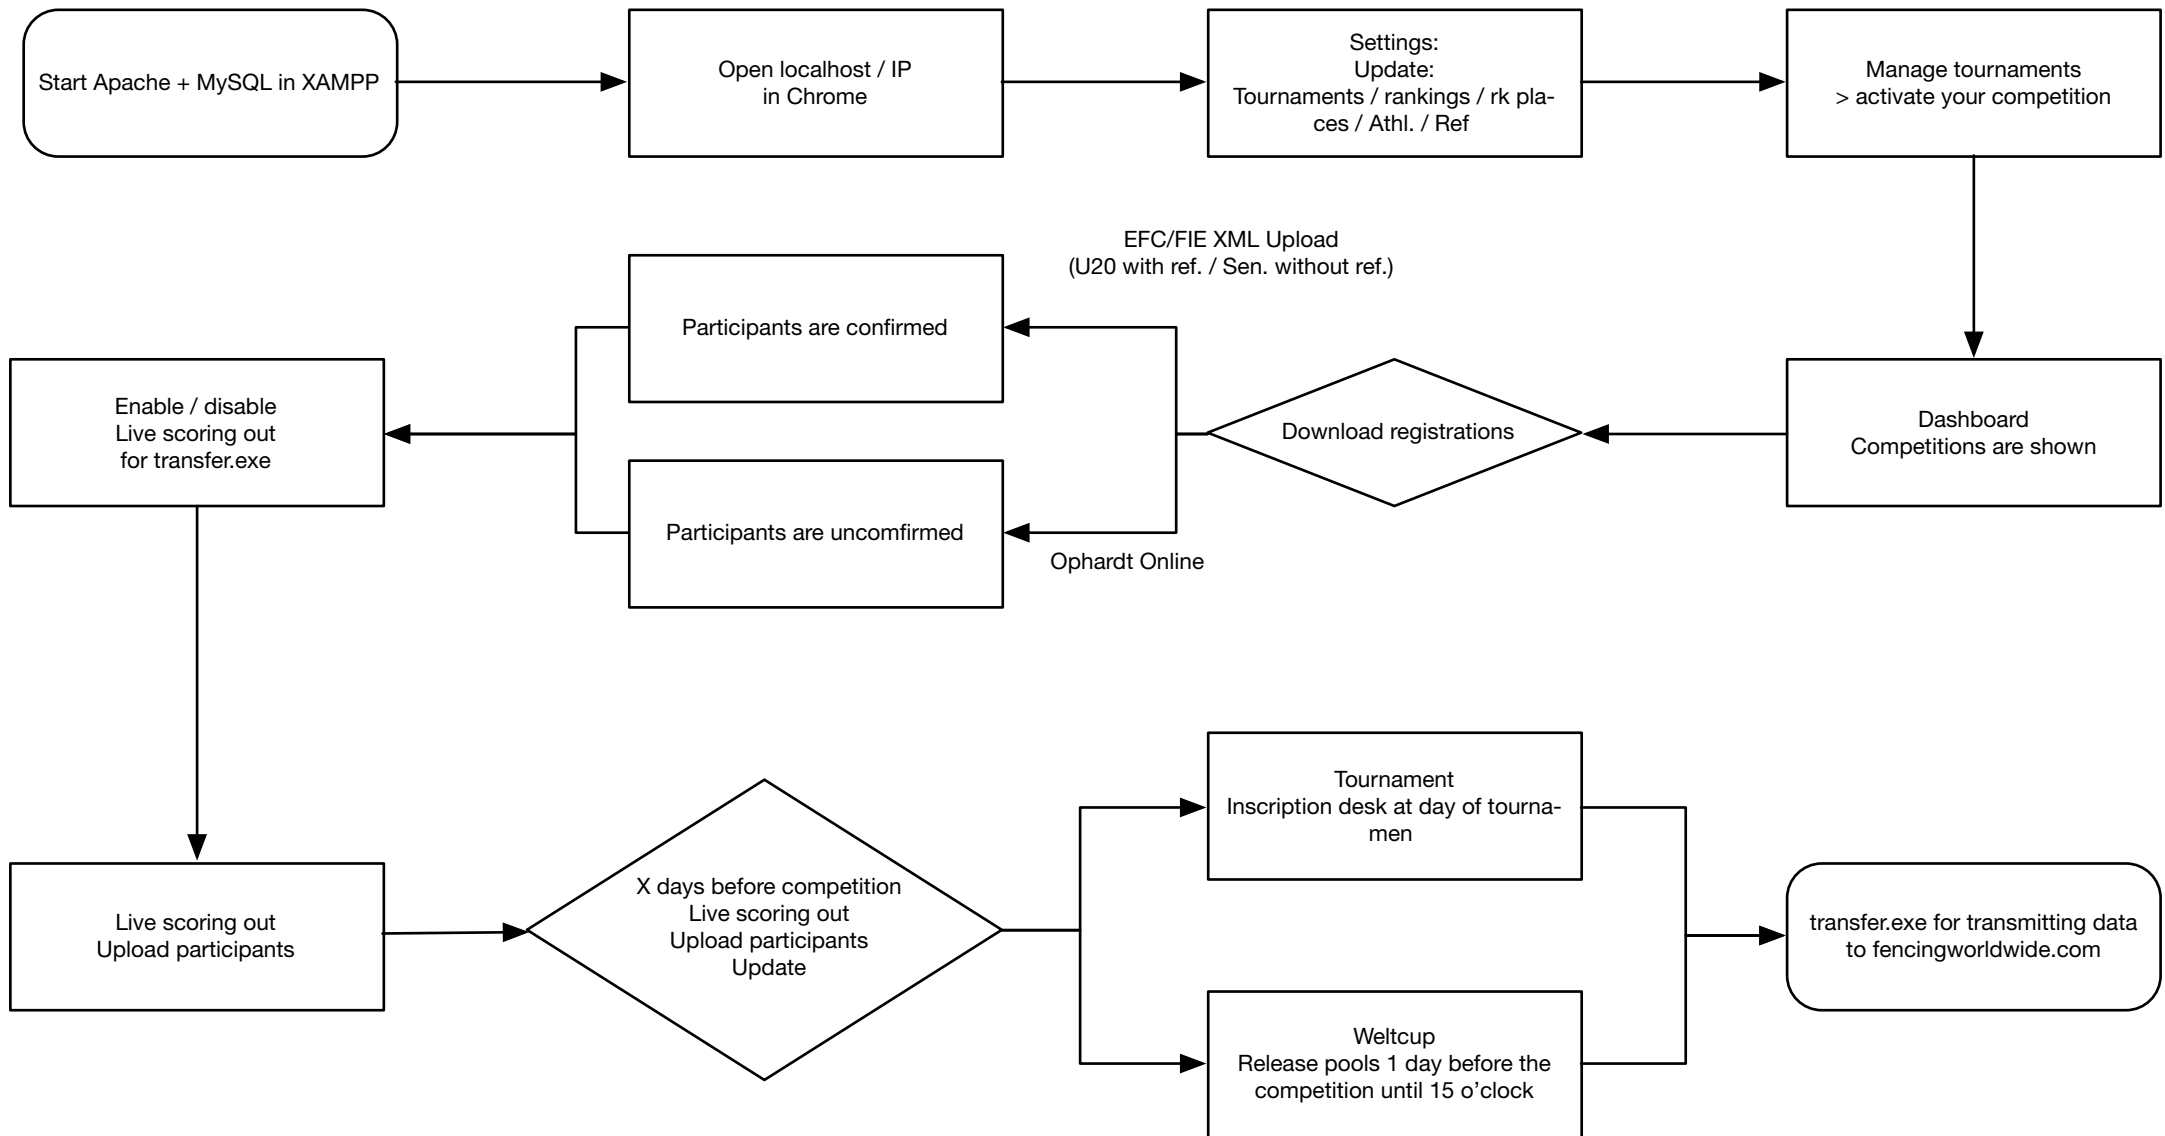 Start Apache + MySQL in XAMPP
Open localhost / IP
in Chrome
Settings:
Update:
Tournaments / rankings / rk pla-
ces / Athl. / Ref
Manage tournaments
> activate your competition
EFC/FIE XML Upload
(U20 with ref. / Sen. without ref.)
Participants are confirmed
Enable / disable
Live scoring out
for transfer.exe
Download registrations
Dashboard
Competitions are shown
Participants are uncomfirmed
Ophardt Online
Live scoring out
Upload participants
X days before competition
Live scoring out
Upload participants
Update
Tournament
Inscription desk at day of tourna-
men
transfer.exe for transmitting data
to fencingworldwide.com
Weltcup
Release pools 1 day before the
competition until 15 o’clock